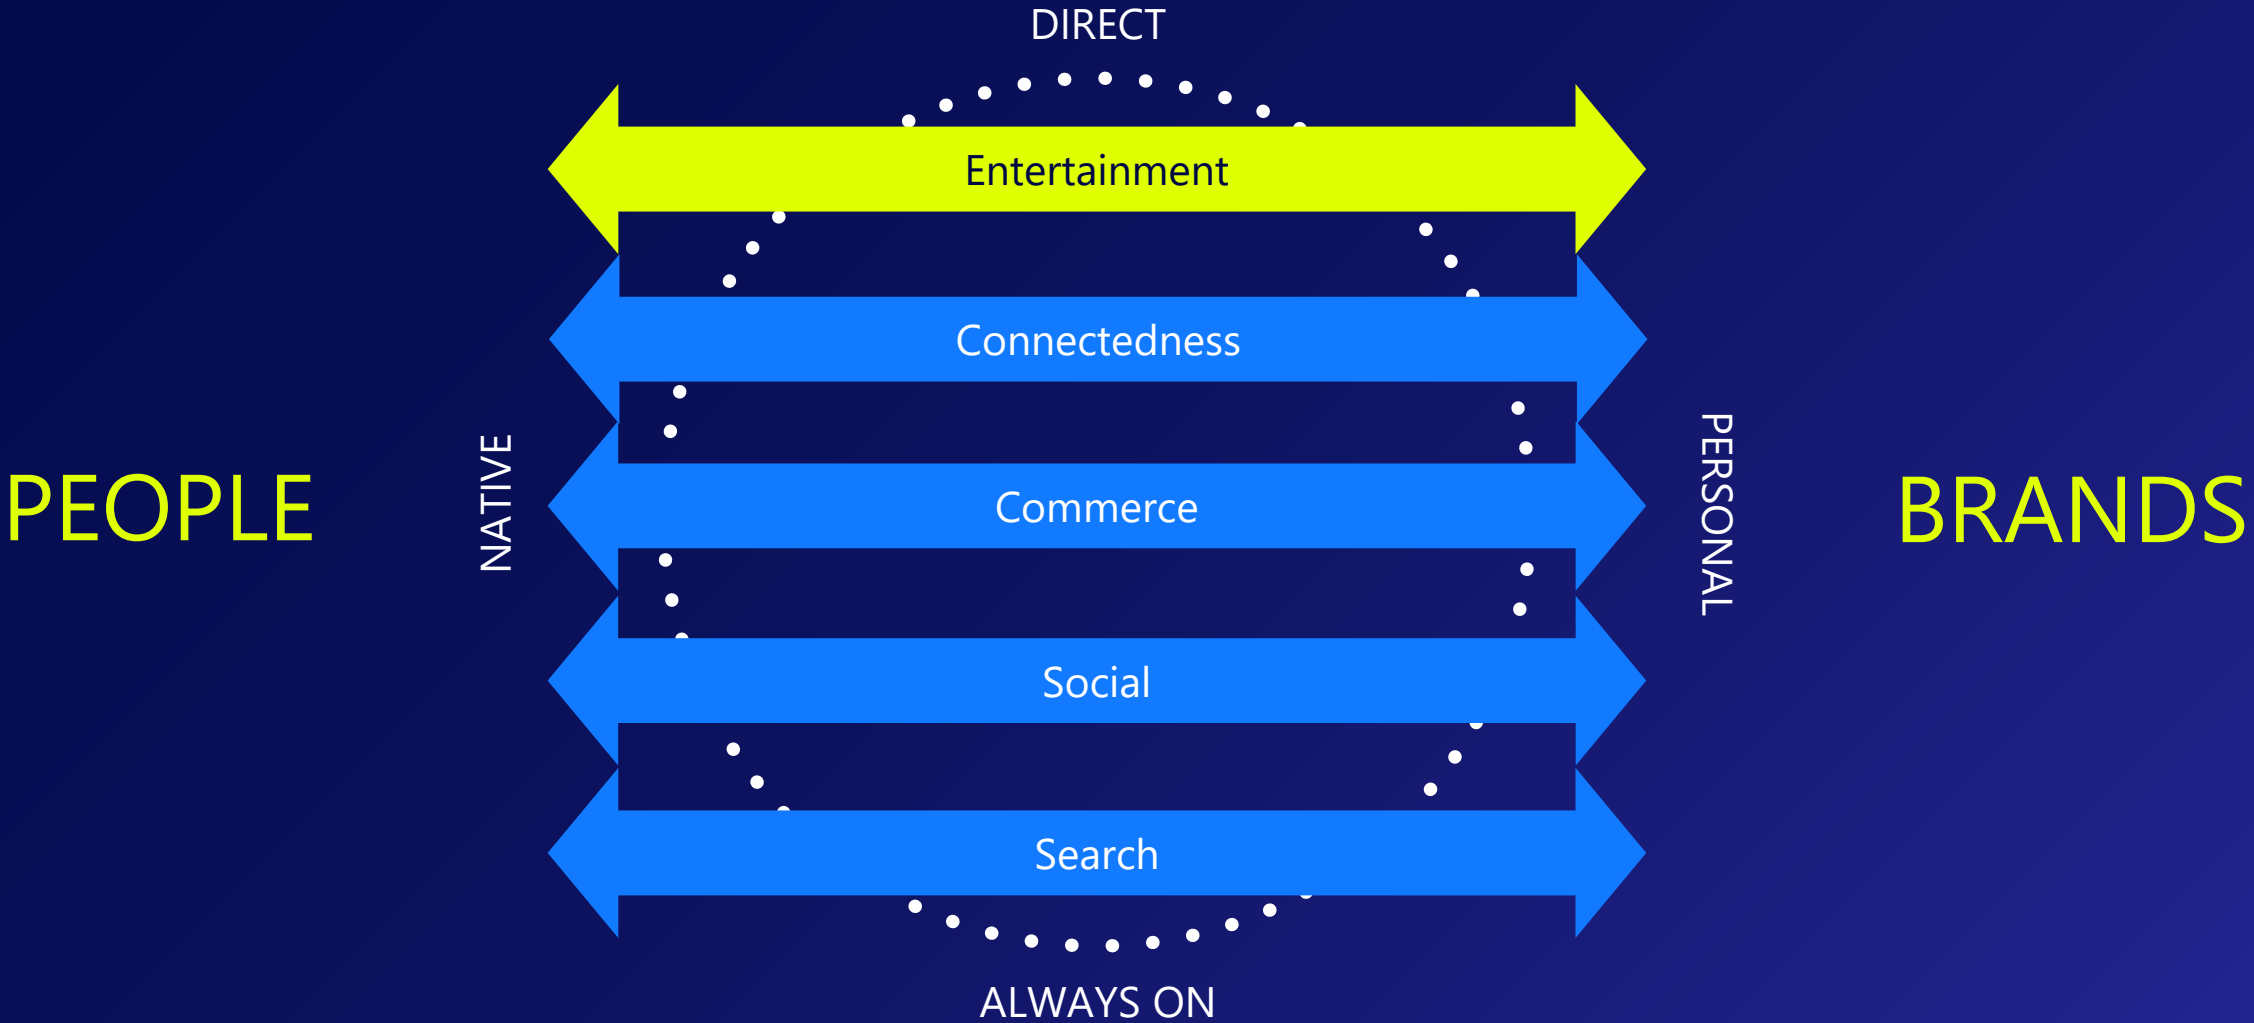 DIRECT
Entertainment
Connectedness
PEOPLE
NATIVE
Commerce
PERSONAL
BRANDS
Social
Search
ALWAYS ON